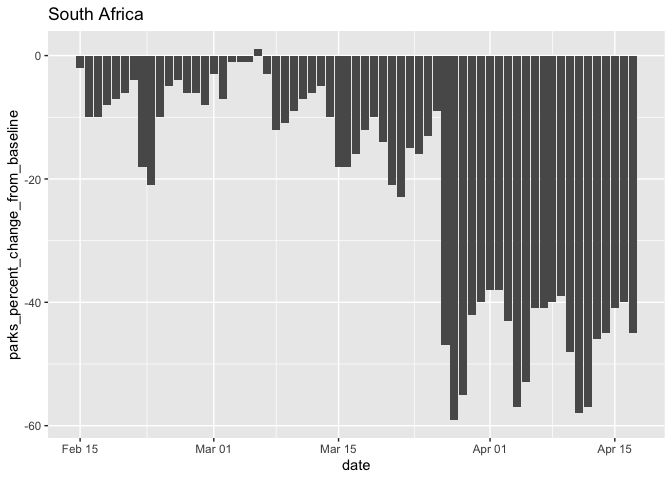 South Africa
parks_percent_change_from_baseline
0
-20
-40
-60
Feb 15
Mar 01
Mar 15
Apr 01
Apr 15
date